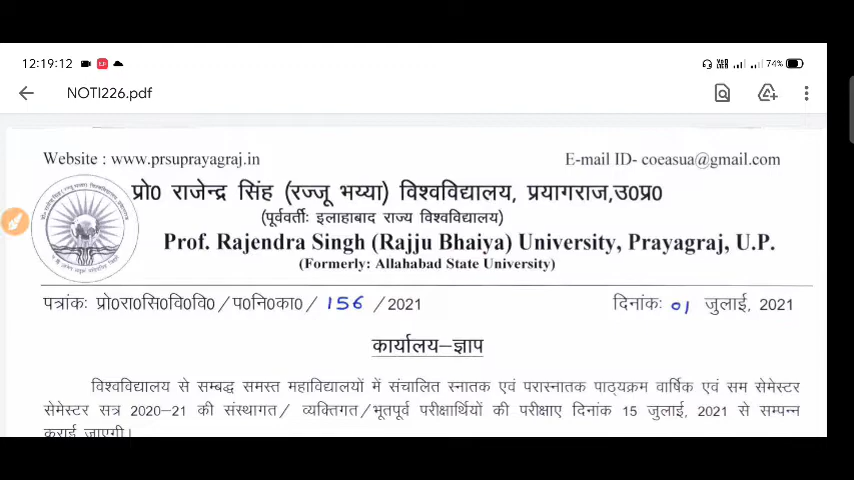 12:19:12
74%
NOTI226.pdf
Website : www.prsuprayagraj.in
E-mail ID- coeasua@gmail.com
प्रो0 राजेन्द्र सिंह (रज्जू भय्या) विश्वविद्यालय, प्रयागराज,उ0प्र0
(पूर्ववर्तीः इलाहाबाद राज्य विश्वविद्यालय)
Prof. Rajendra Singh (Rajju Bhaiya) University, Prayagraj, U.P.
(Formerly: Allahabad State University)
पत्रांकः प्रो0रा0सि0वि0वि0 / प0नि0का0 / 156 / 2021
दिनांकः 01 जुलाई, 2021
कार्यालय–ज्ञाप
विश्वविद्यालय से सम्बद्ध समस्त महाविद्यालयों में संचालित स्नातक एवं परास्नातक पाठ्यक्रम वार्षिक एवं सम सेमेस्टर
सेमेस्टर सत्र 2020–21 की संस्थागत/ व्यक्तिगत/भूतपूर्व परीक्षार्थियों की परीक्षाए दिनांक 15 जुलाई, 2021 से सम्पन्न
कराई जाएगी।